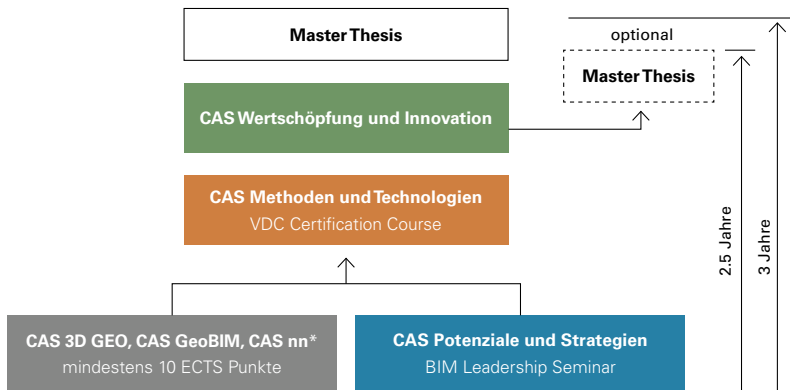 Master Thesis
optional
Master Thesis
CAS Wertschöpfung und Innovation
CAS Methoden und Technologien
VDC Certification Course
2.5 Jahre
3 Jahre
CAS 3D GEO, CAS GeoBIM, CAS nn*
mindestens 10 ECTS Punkte
CAS Potenziale und Strategien
BIM Leadership Seminar